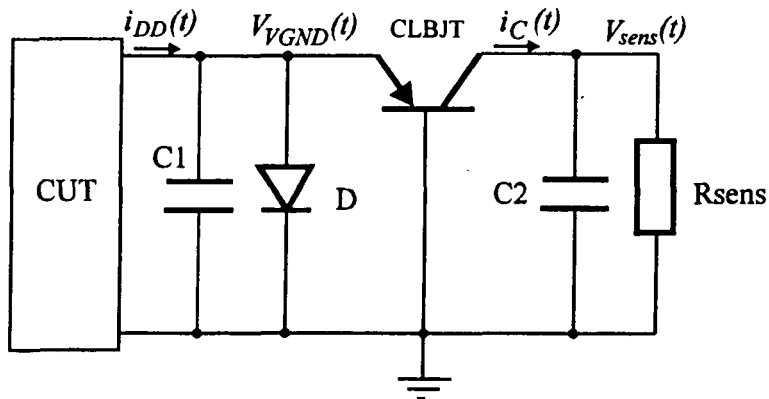 i_DD(t)
V_VGND(t)
CLBJT
i_C(t)
V_sens(t)
CUT
C1
D
C2
Rsens